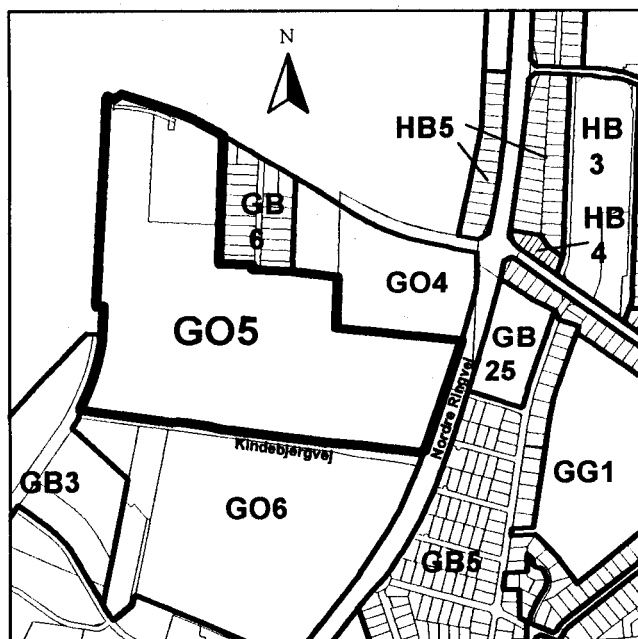 N
HB5
HB
3
HB
4
GB
6
GO4
GO5
GB
25
Nordre Ringvej
Kindebjergvej
GB3
GO6
GG1
GB5